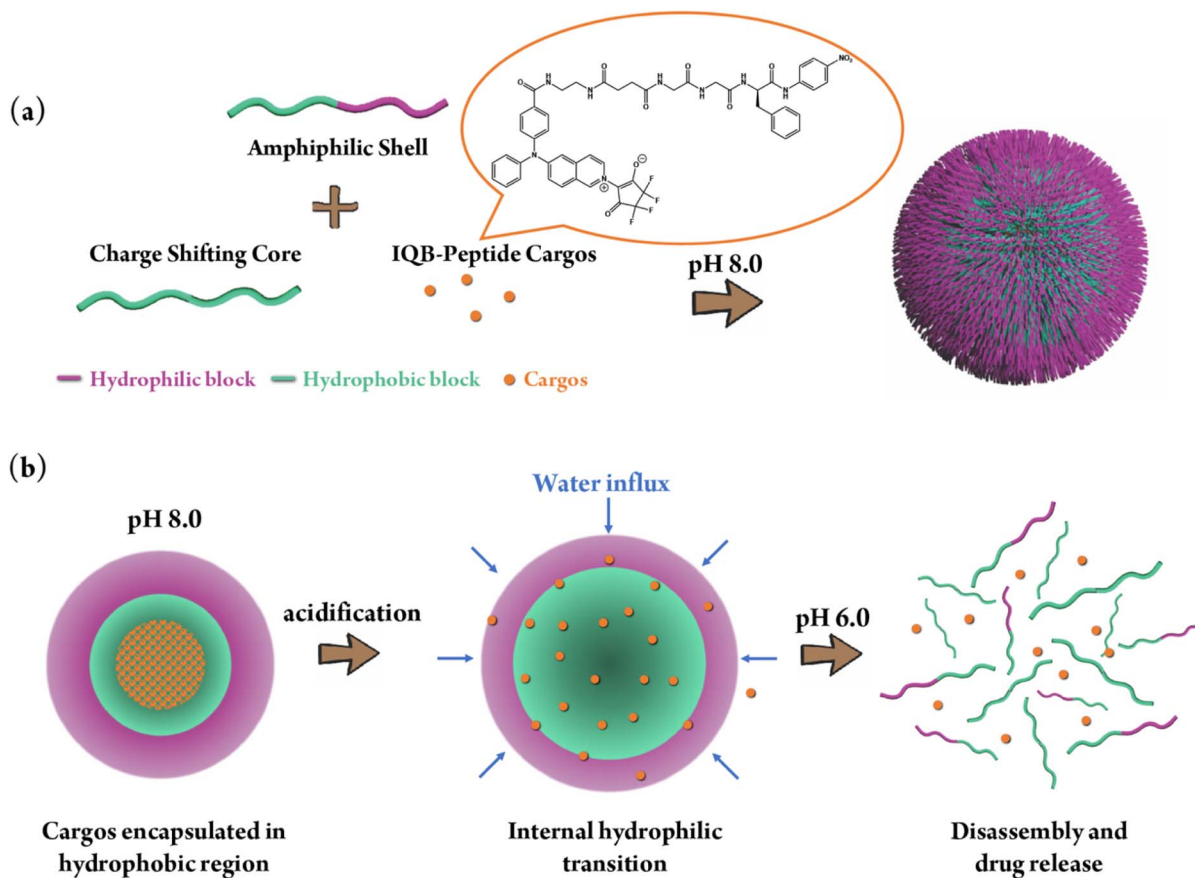 (a)
Amphiphilic Shell
Charge Shifting Core
IQB-Peptide Cargos
O
H
N
N
H
O
O
H
N
O
N
H
O
H
N
O
N
H
NO₂
N
N
+
O
⊖
O
F
F
F
F
pH 8.0
Hydrophilic block
Hydrophobic block
Cargos
(b)
pH 8.0
Water influx
acidification
pH 6.0
Cargos encapsulated in
hydrophobic region
Internal hydrophilic
transition
Disassembly and
drug release